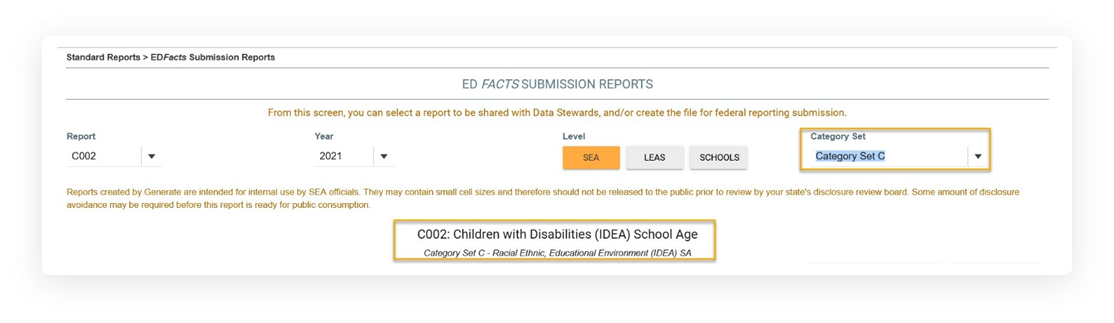 Standard Reports > EDFacts Submission Reports
ED FACTS SUBMISSION REPORTS
From this screen, you can select a report to be shared with Data Stewards, and/or create the file for federal reporting submission.
Report Year Level Category Set
C002 2021 SEA LEAS SCHOOLS Category Set C
Reports created by Generate are intended for internal use by SEA officials. They may contain small cell sizes and therefore should not be released to the public prior to review by your state's disclosure review board. Some amount of disclosure
avoidance may be required before this report is ready for public consumption.
C002: Children with Disabilities (IDEA) School Age
Category Set C - Racial Ethnic, Educational Environment (IDEA) SA